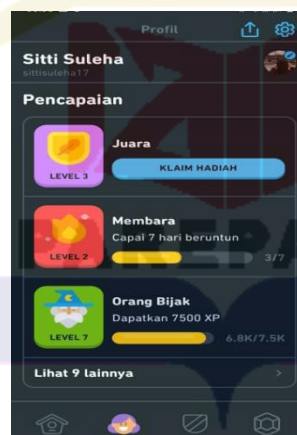 Profil
Sitti Suleha
sittisuleha17
Pencapaian
Juara
KLAIM HADIAH
LEVEL 3
Membara
Capai 7 hari beruntun
3/7
LEVEL 2
Orang Bijak
Dapatkan 7500 XP
6.8K/7.5K
LEVEL 7
Lihat 9 lainnya